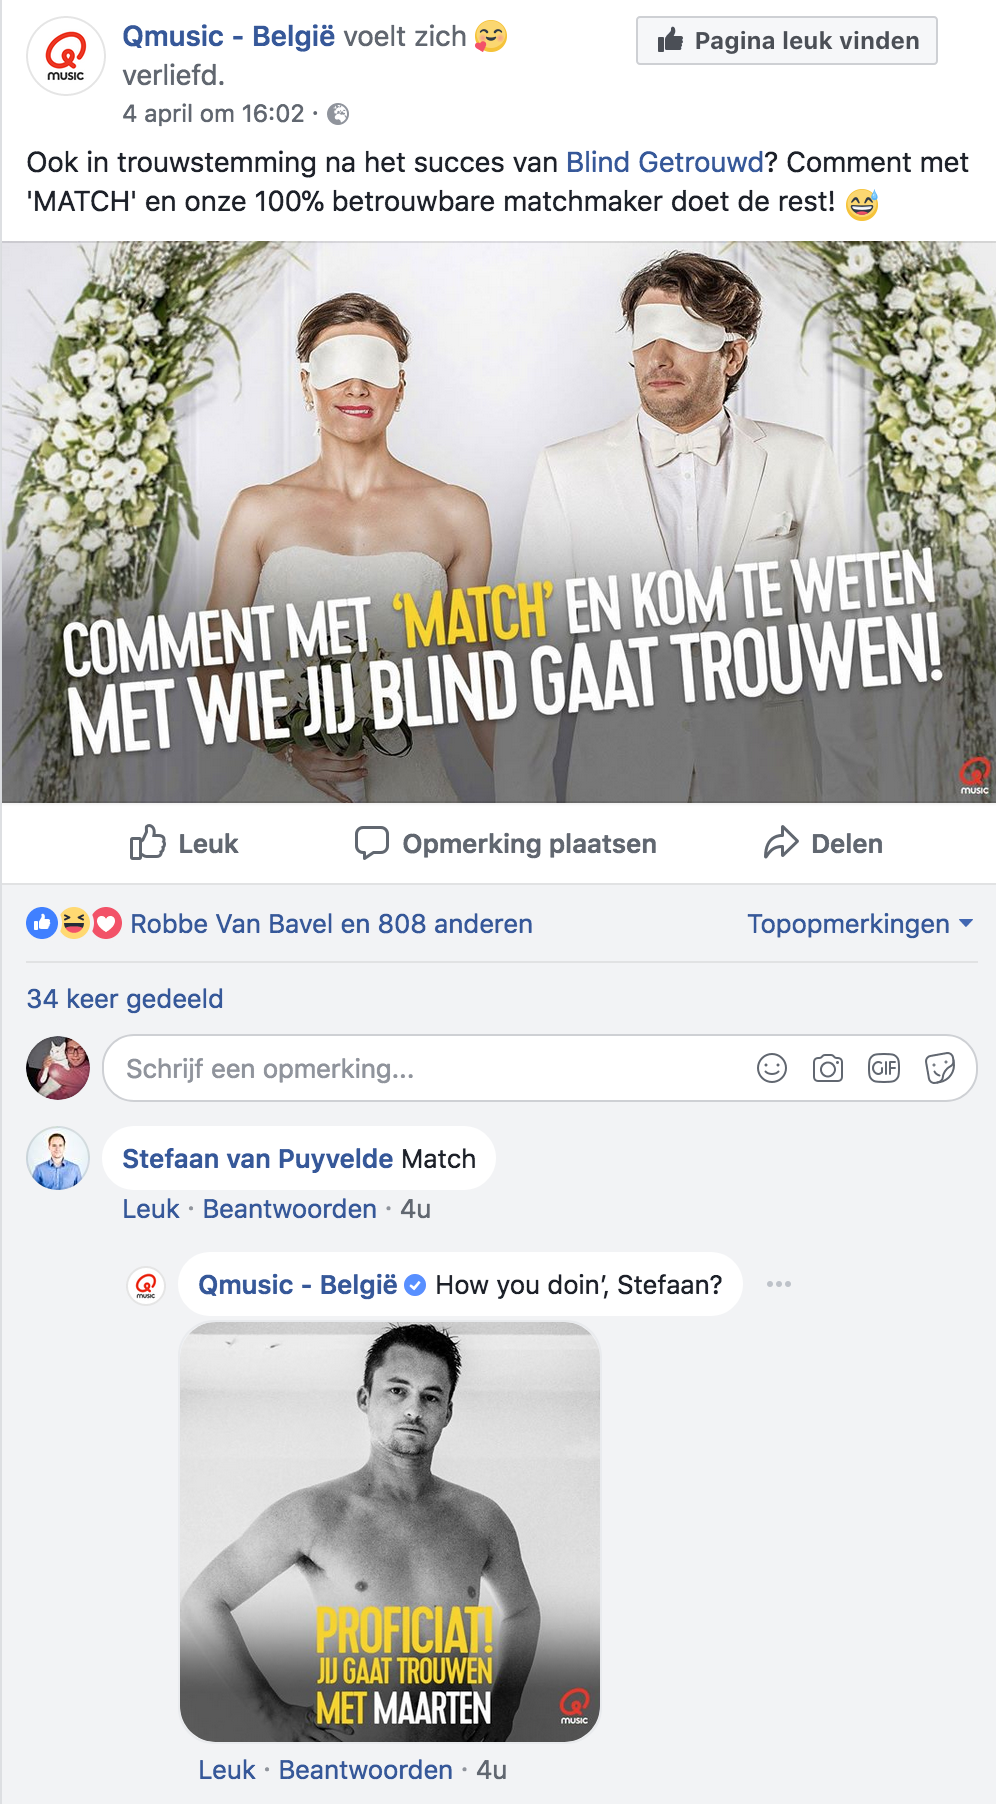 Qmusic - België voelt zich 🥰
verliefd.
4 april om 16:02 ·
Pagina leuk vinden
Ook in trouwstemming na het succes van Blind Getrouwd? Comment met
'MATCH' en onze 100% betrouwbare matchmaker doet de rest! 😅
COMMENT MET 'MATCH' EN KOM TE WETEN
MET WIE JIJ BLIND GAAT TROUWEN!
Q
MUSIC
Leuk
Opmerking plaatsen
Delen
Robbe Van Bavel en 808 anderen
Topopmerkingen
34 keer gedeeld
Schrijf een opmerking...
GIF
Stefaan van Puyvelde Match
Leuk · Beantwoorden · 4u
Qmusic - België How you doin’, Stefaan?
PROFICIAT!
JIJ GAAT TROUWEN
MET MAARTEN
Q
MUSIC
Leuk · Beantwoorden · 4u